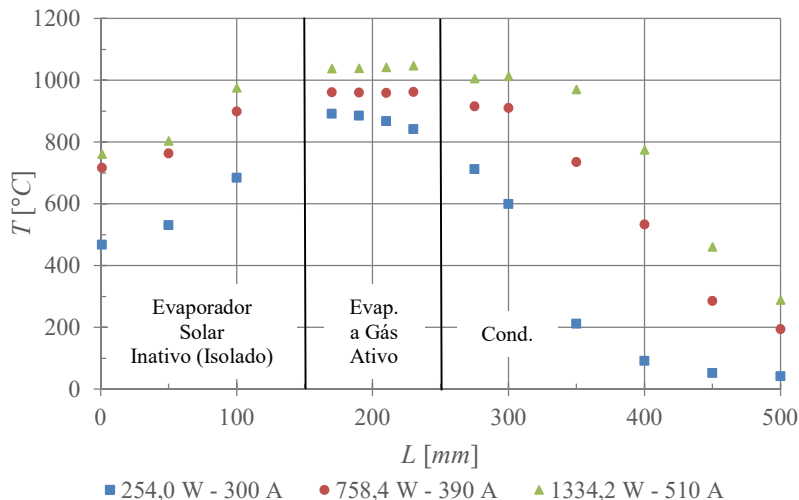 1200
1000
800
600
400
200
0
T [°C]
Evaporador
Solar
Inativo (Isolado)
Evap.
a Gás
Ativo
Cond.
0
100
200
300
400
500
L [mm]
254,0 W - 300 A
758,4 W - 390 A
1334,2 W - 510 A